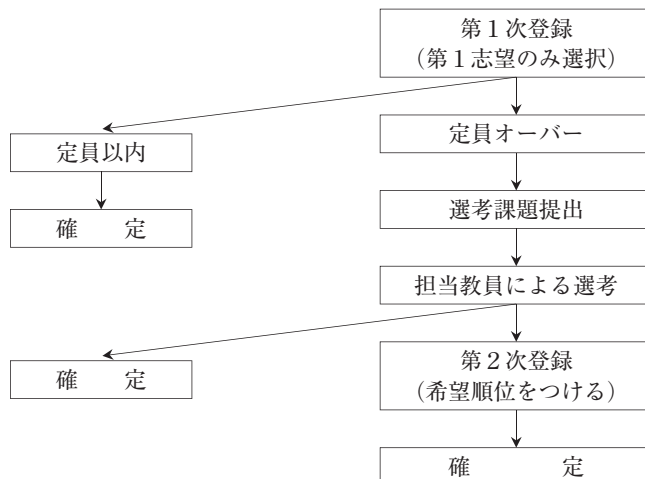 第１次登録
（第１志望のみ選択）
定員以内
定員オーバー
確　　定
選考課題提出
担当教員による選考
確　　定
第２次登録
（希望順位をつける）
確　　　　定